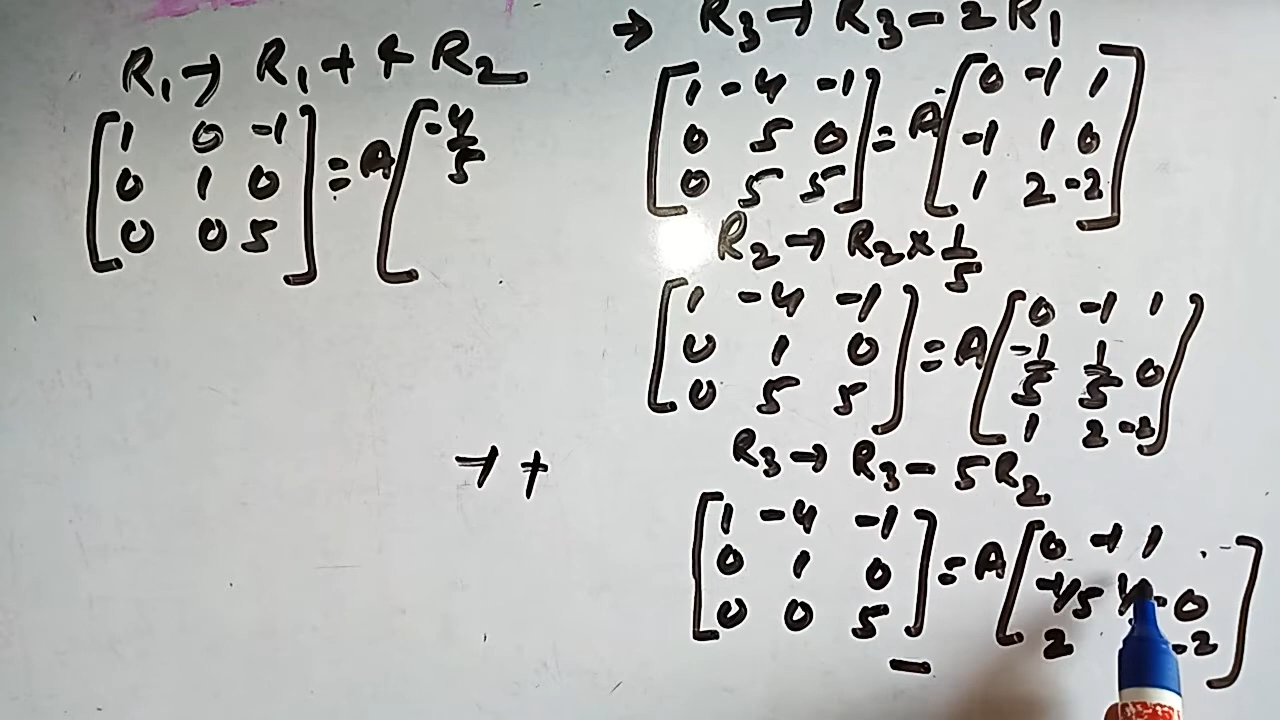 R₁ → R₁ + 4 R₂
[1 0 -1] = A [-4/5
[0 1 0]
[0 0 5]
→ +
→ R₃ → R₃ - 2 R₁
[1 -4 -1] = A [0 -1 1]
[0 5 0] [-1 1 0]
[0 5 5] [1 2 -2]
R₂ → R₂ × 1/5
[1 -4 -1] = A [0 -1 1]
[0 1 0] [-1/5 1/5 0]
[0 5 5] [1 2 -2]
R₃ → R₃ - 5R₂
[1 -4 -1] = A [0 -1 1]
[0 1 0] [-1/5 0]
[0 0 5] [2 -2]